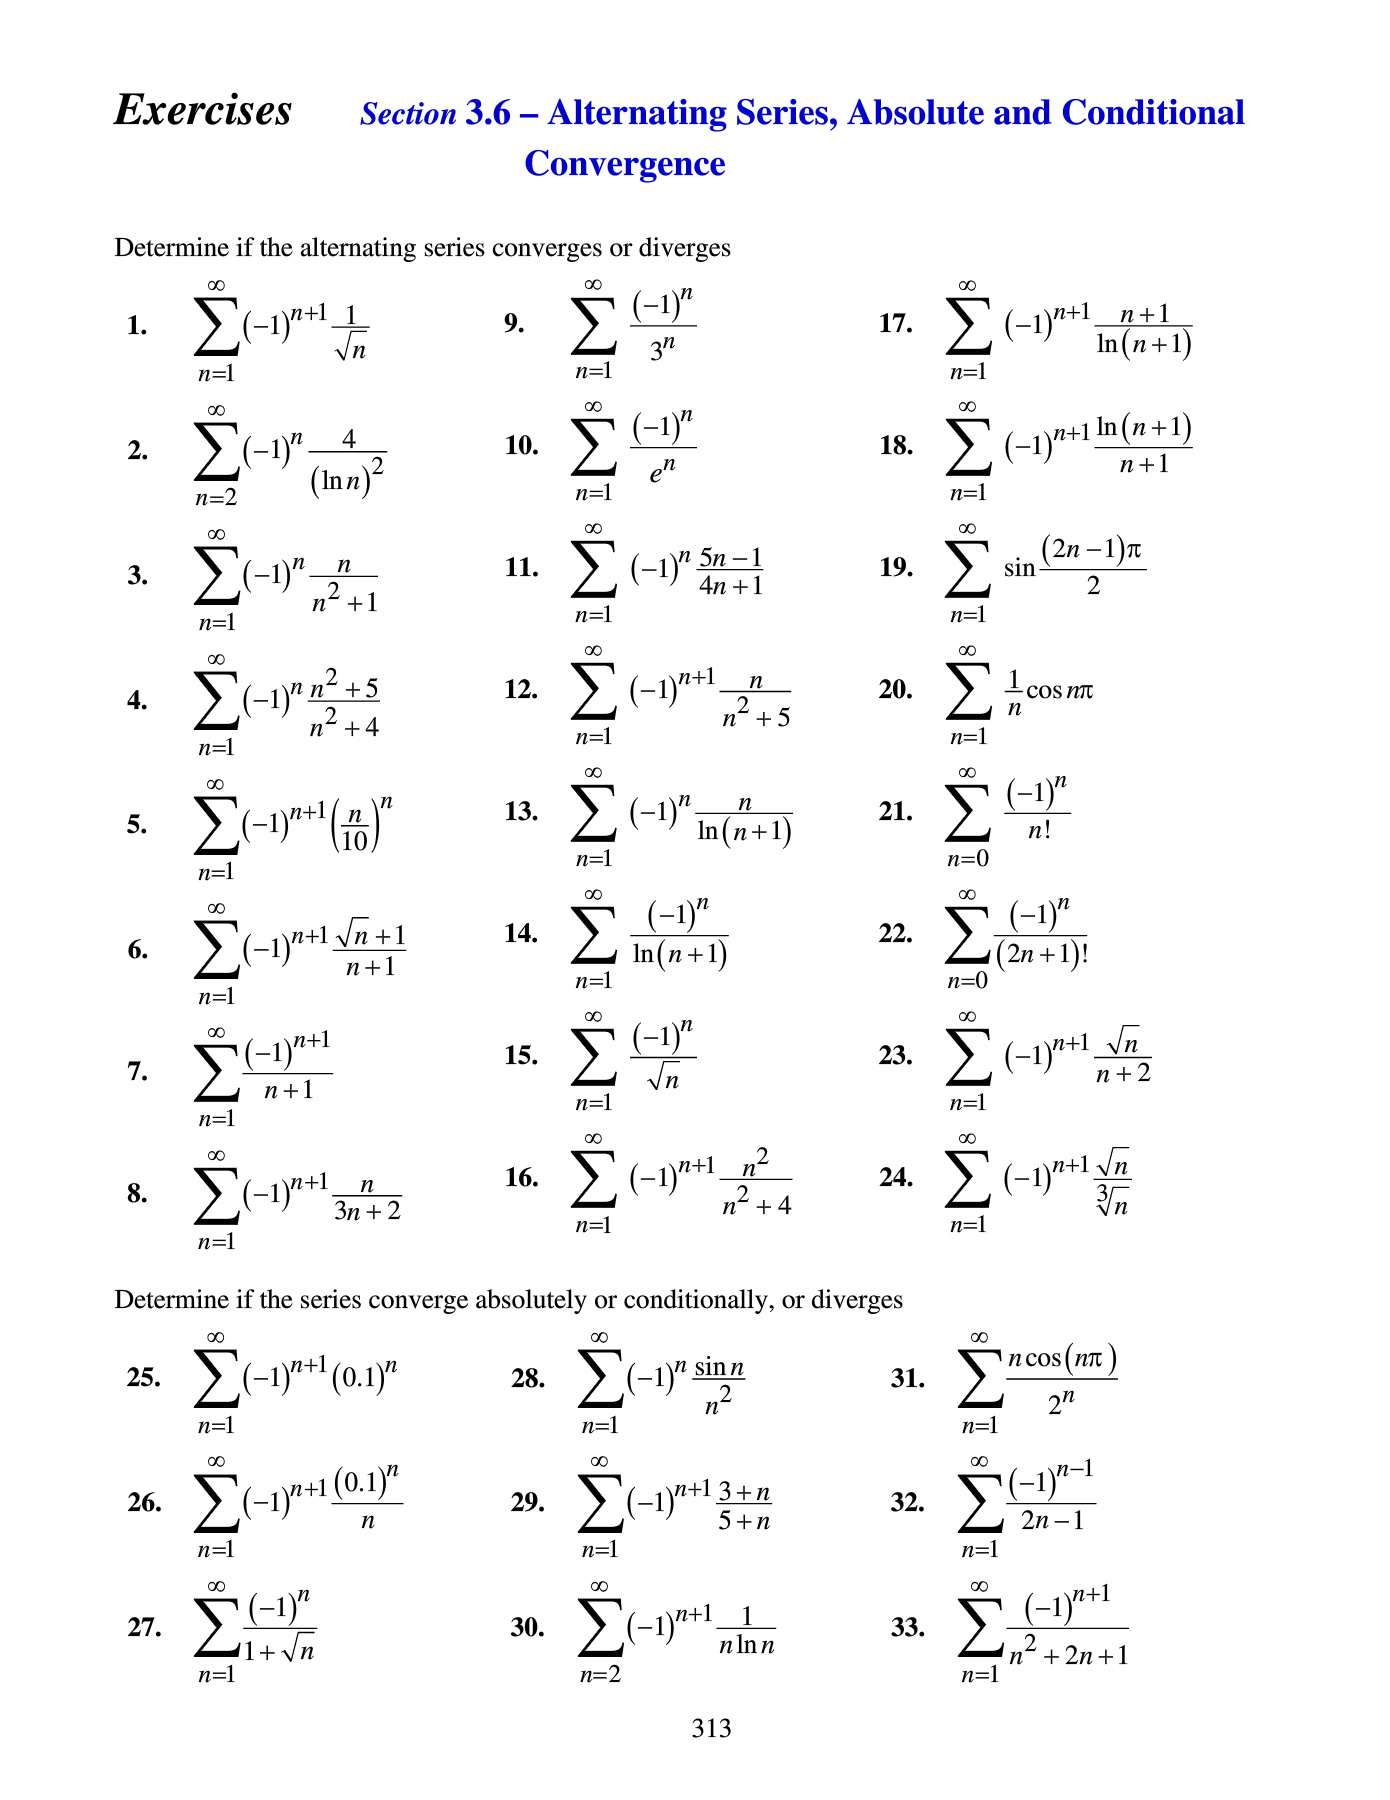 Exercises Section 3.6 – Alternating Series, Absolute and Conditional
Convergence
Determine if the alternating series converges or diverges
1. $\sum_{n=1}^{\infty} (-1)^{n+1} \frac{1}{\sqrt{n}}$
2. $\sum_{n=2}^{\infty} (-1)^{n} \frac{4}{(\ln n)^2}$
3. $\sum_{n=1}^{\infty} (-1)^{n} \frac{n}{n^2+1}$
4. $\sum_{n=1}^{\infty} (-1)^{n} \frac{n^2+5}{n^2+4}$
5. $\sum_{n=1}^{\infty} (-1)^{n+1} \left(\frac{n}{10}\right)^n$
6. $\sum_{n=1}^{\infty} (-1)^{n+1} \frac{\sqrt{n}+1}{n+1}$
7. $\sum_{n=1}^{\infty} \frac{(-1)^{n+1}}{n+1}$
8. $\sum_{n=1}^{\infty} (-1)^{n+1} \frac{n}{3n+2}$
9. $\sum_{n=1}^{\infty} \frac{(-1)^n}{3^n}$
10. $\sum_{n=1}^{\infty} \frac{(-1)^n}{e^n}$
11. $\sum_{n=1}^{\infty} (-1)^n \frac{5n-1}{4n+1}$
12. $\sum_{n=1}^{\infty} (-1)^{n+1} \frac{n}{n^2+5}$
13. $\sum_{n=1}^{\infty} (-1)^n \frac{n}{\ln(n+1)}$
14. $\sum_{n=1}^{\infty} \frac{(-1)^n}{\ln(n+1)}$
15. $\sum_{n=1}^{\infty} \frac{(-1)^n}{\sqrt{n}}$
16. $\sum_{n=1}^{\infty} (-1)^{n+1} \frac{n^2}{n^2+4}$
17. $\sum_{n=1}^{\infty} (-1)^{n+1} \frac{n+1}{\ln(n+1)}$
18. $\sum_{n=1}^{\infty} (-1)^{n+1} \frac{\ln(n+1)}{n+1}$
19. $\sum_{n=1}^{\infty} \sin\frac{(2n-1)\pi}{2}$
20. $\sum_{n=1}^{\infty} \frac{1}{n} \cos n\pi$
21. $\sum_{n=0}^{\infty} \frac{(-1)^n}{n!}$
22. $\sum_{n=0}^{\infty} \frac{(-1)^n}{(2n+1)!}$
23. $\sum_{n=1}^{\infty} (-1)^{n+1} \frac{\sqrt{n}}{n+2}$
24. $\sum_{n=1}^{\infty} (-1)^{n+1} \frac{\sqrt{n}}{\sqrt[3]{n}}$
Determine if the series converge absolutely or conditionally, or diverges
25. $\sum_{n=1}^{\infty} (-1)^{n+1} (0.1)^n$
26. $\sum_{n=1}^{\infty} (-1)^{n+1} \frac{(0.1)^n}{n}$
27. $\sum_{n=1}^{\infty} \frac{(-1)^n}{1+\sqrt{n}}$
28. $\sum_{n=1}^{\infty} (-1)^n \frac{\sin n}{n^2}$
29. $\sum_{n=1}^{\infty} (-1)^{n+1} \frac{3+n}{5+n}$
30. $\sum_{n=2}^{\infty} (-1)^{n+1} \frac{1}{n \ln n}$
31. $\sum_{n=1}^{\infty} \frac{n\cos(n\pi)}{2^n}$
32. $\sum_{n=1}^{\infty} \frac{(-1)^{n-1}}{2n-1}$
33. $\sum_{n=1}^{\infty} \frac{(-1)^{n+1}}{n^2+2n+1}$
313